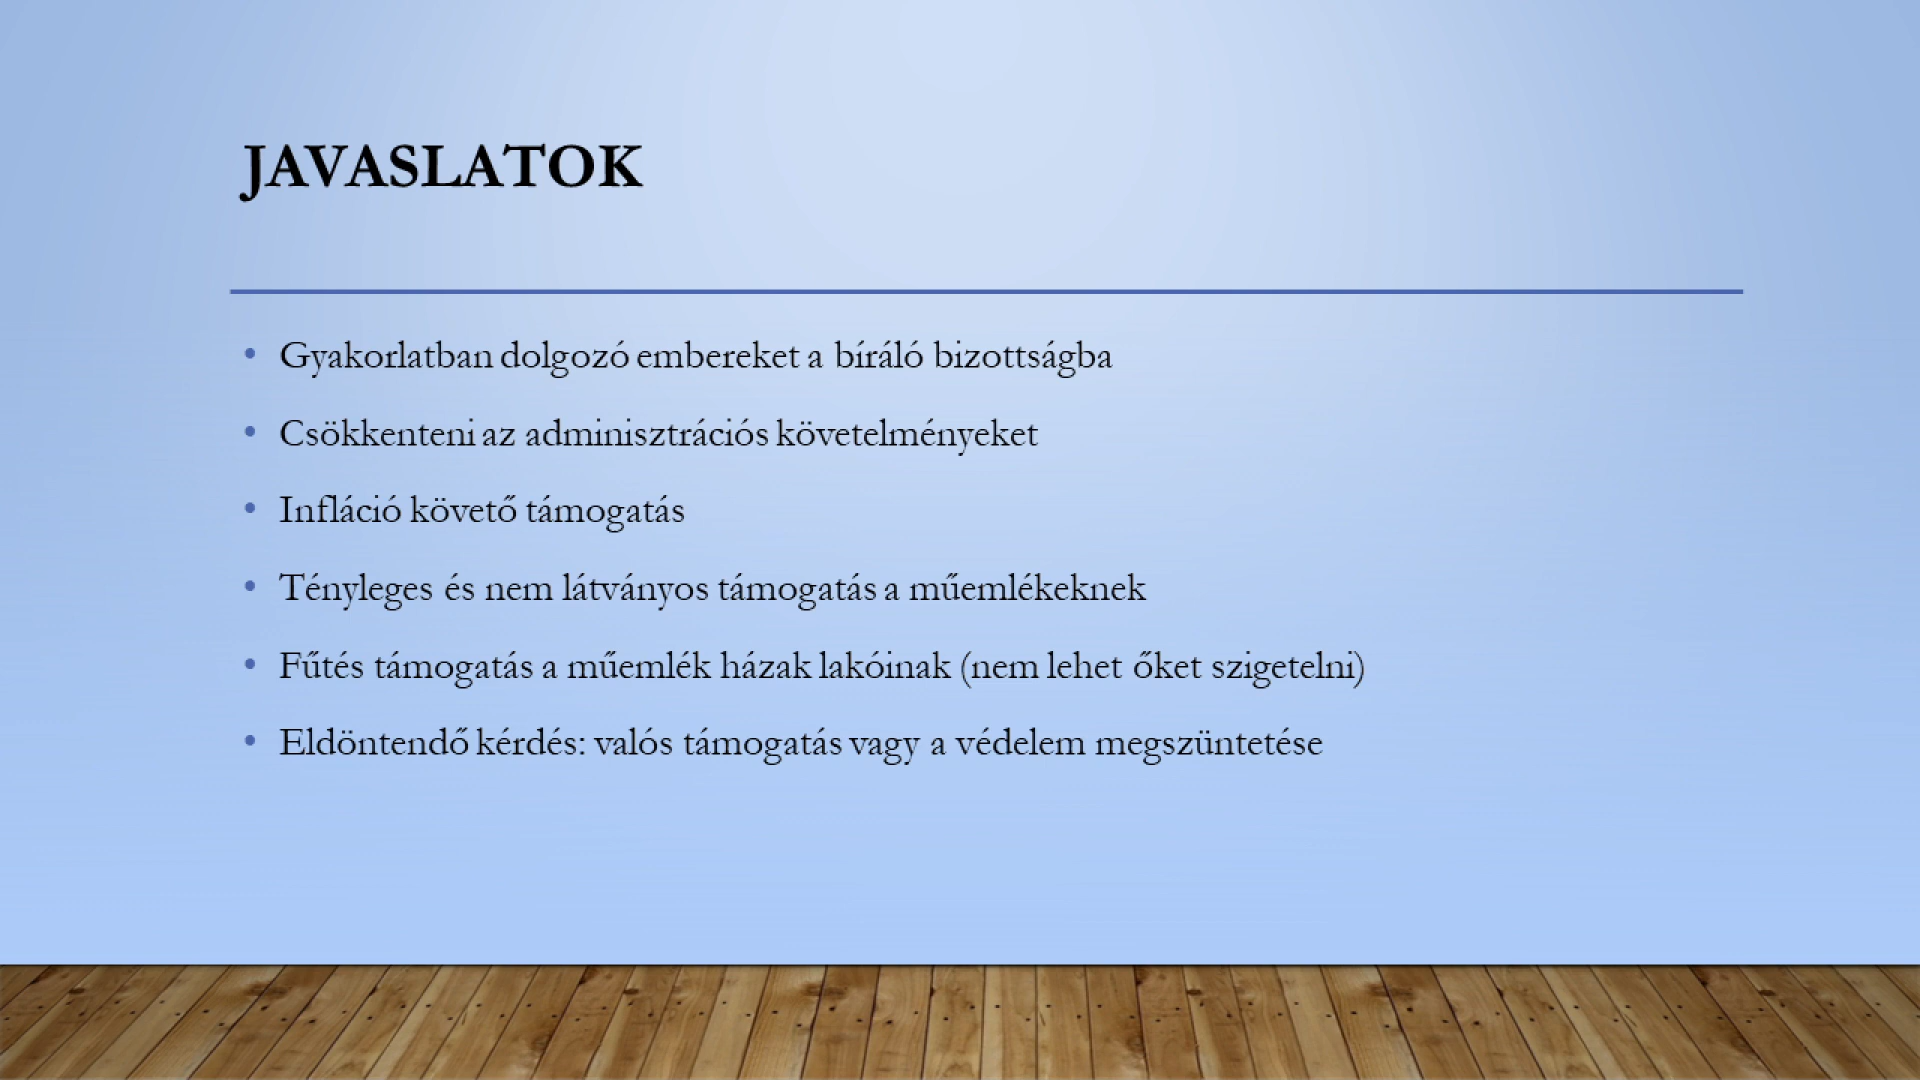 JAVASLATOK
• Gyakorlatban dolgozó embereket a bíráló bizottságba
• Csökkenteni az adminisztrációs követelményeket
• Infláció követő támogatás
• Tényleges és nem látványos támogatás a műemlékeknek
• Fűtés támogatás a műemlék házak lakóinak (nem lehet őket szigetelni)
• Eldöntendő kérdés: valós támogatás vagy a védelem megszüntetése